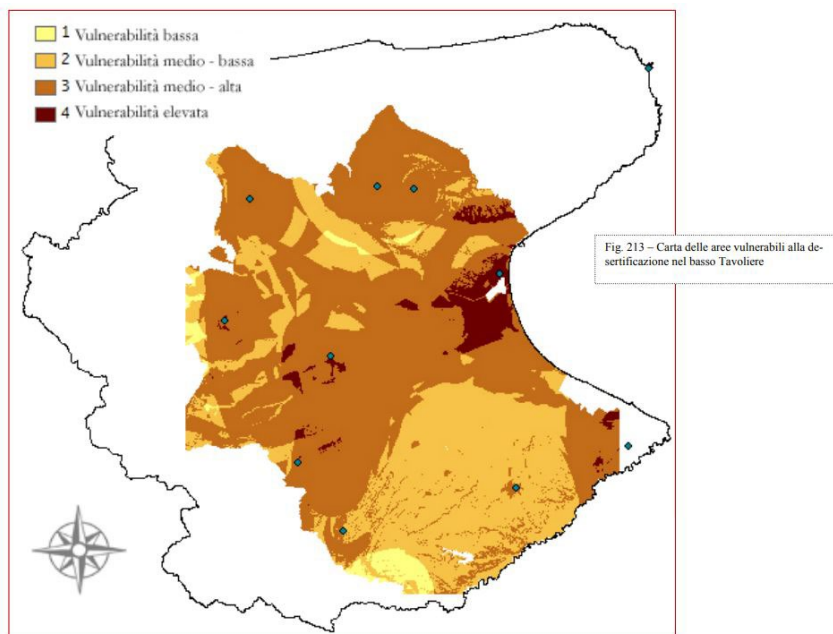 1 Vulnerabilità bassa
2 Vulnerabilità medio - bassa
3 Vulnerabilità medio - alta
4 Vulnerabilità elevata
Fig. 213 – Carta delle aree vulnerabili alla de-
sertificazione nel basso Tavoliere